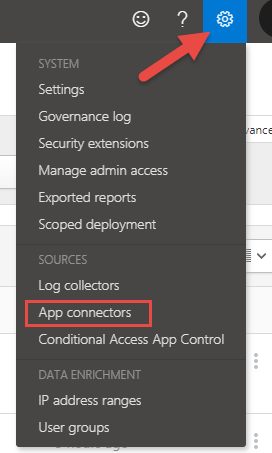 ?
SYSTEM
Settings
Governance log
Security extensions
Manage admin access
Exported reports
Scoped deployment
SOURCES
Log collectors
App connectors
Conditional Access App Control
DATA ENRICHMENT
IP address ranges
User groups